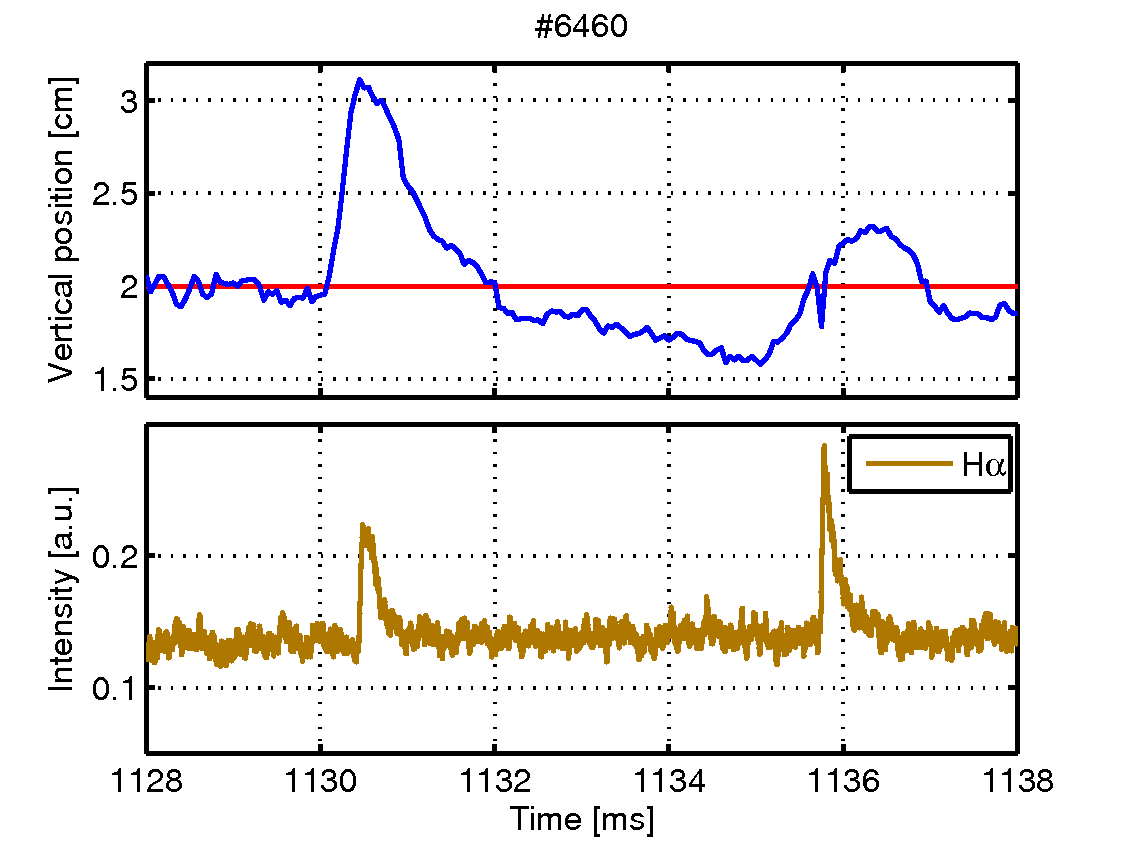 #6460
Vertical position [cm]
3
2.5
2
1.5
Hα
Intensity [a.u.]
0.2
0.1
1128 1130 1132 1134 1136 1138
Time [ms]